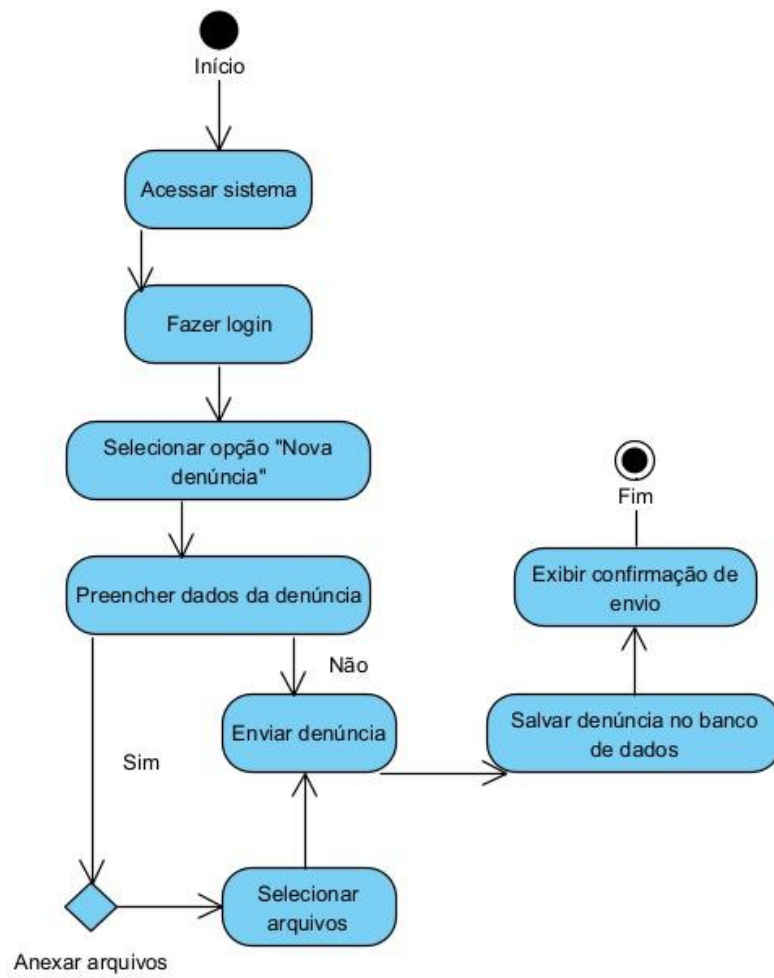 Início
Acessar sistema
Fazer login
Selecionar opção "Nova
denúncia"
Fim
Preencher dados da denúncia
Exibir confirmação de
envio
Não
Enviar denúncia
Salvar denúncia no banco
de dados
Sim
Selecionar
arquivos
Anexar arquivos